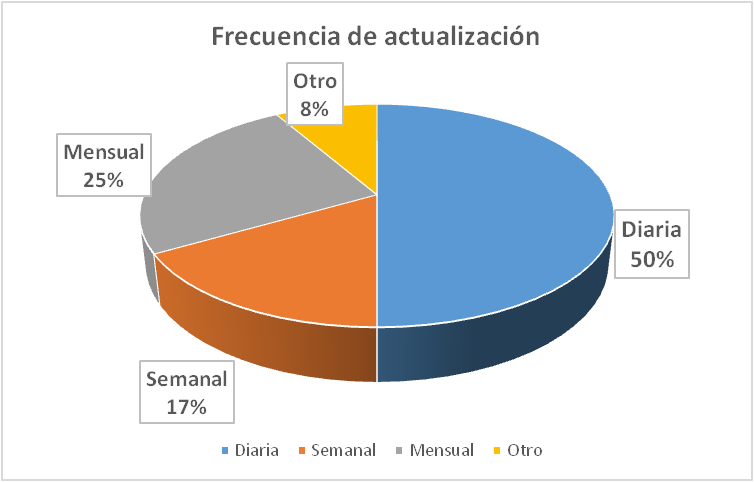 Frecuencia de actualización
Otro
8%
Mensual
25%
Diaria
50%
Semanal
17%
Diaria Semanal Mensual Otro